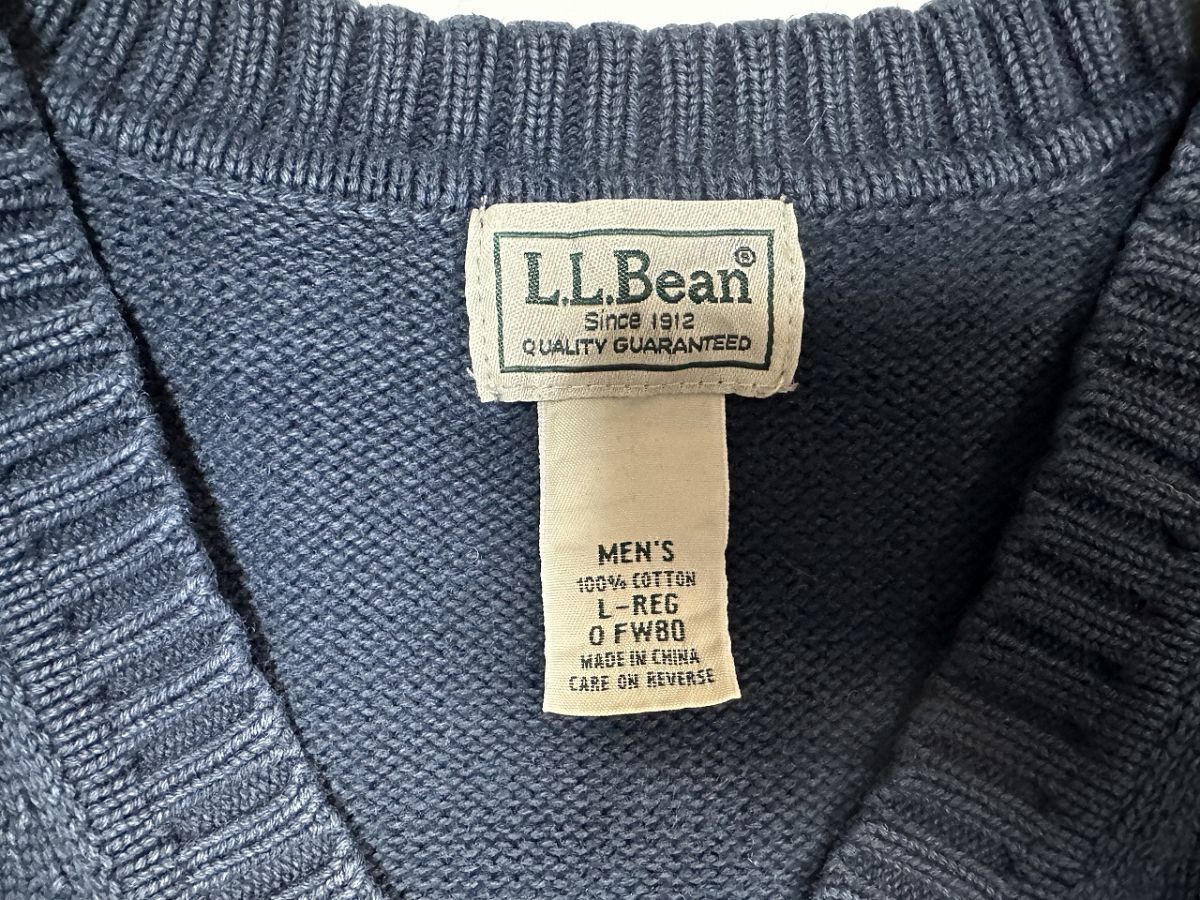 L.L.Bean®
Since 1912
QUALITY GUARANTEED
MEN'S
100% COTTON
L-REG
0 FW80
MADE IN CHINA
CARE ON REVERSE